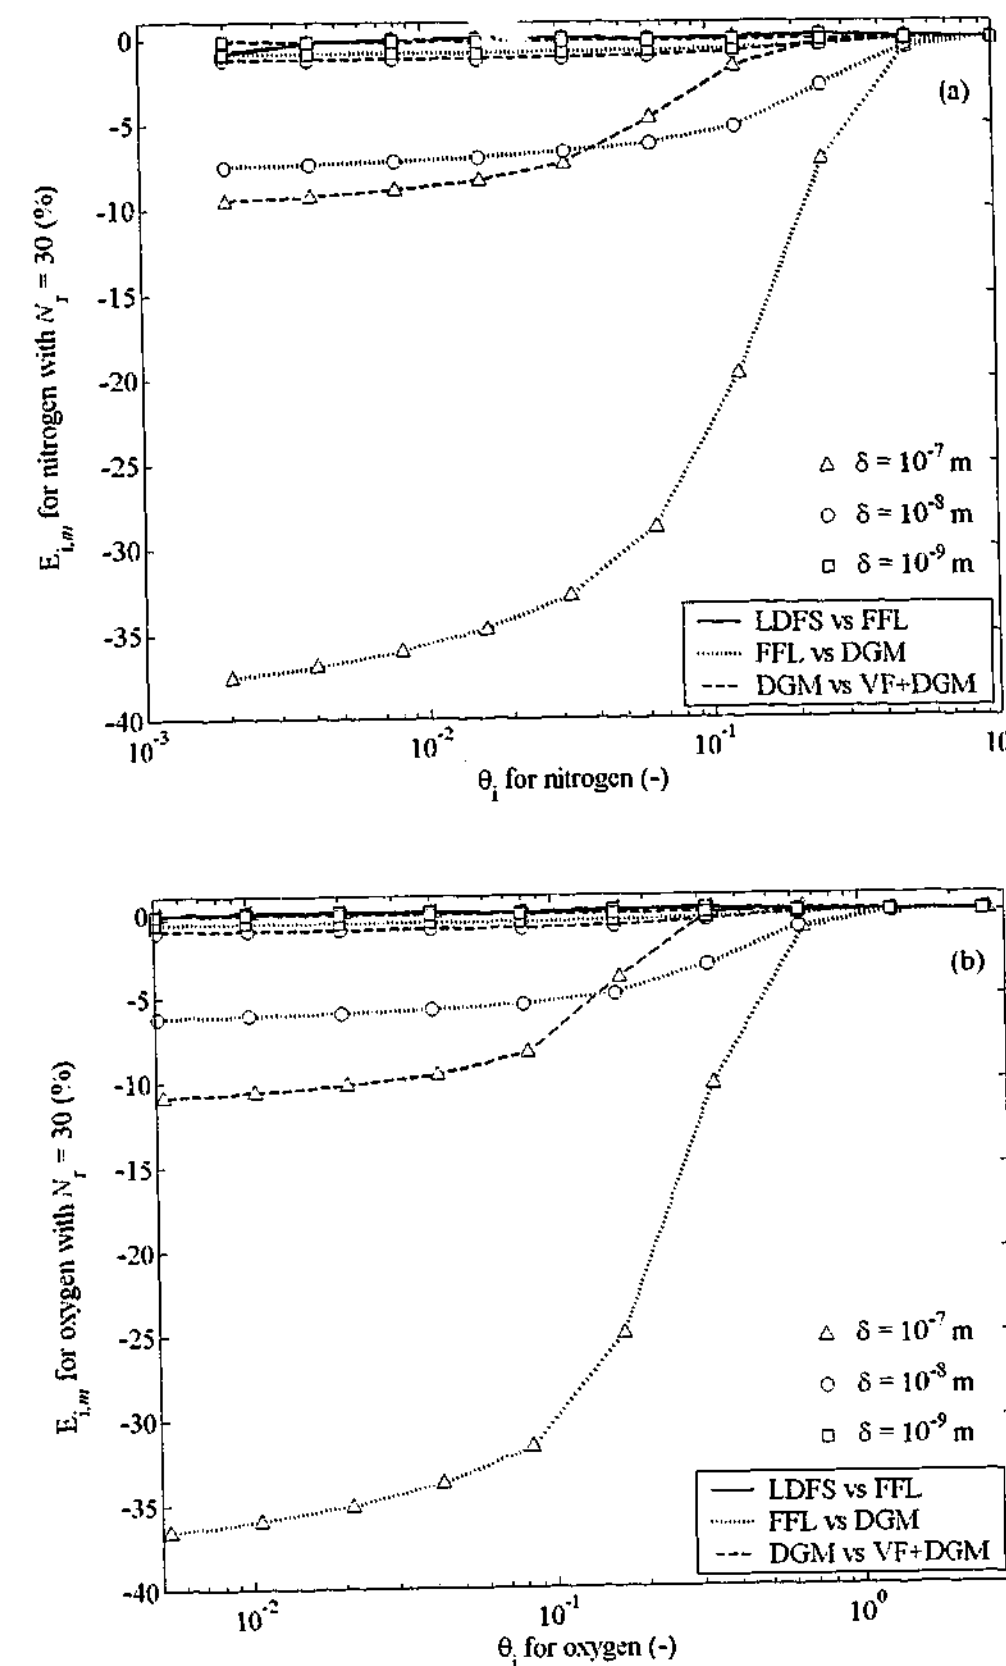 (a)
0
-5
-10
-15
-20
-25
-30
-35
-40
E_{i,m} for nitrogen with N_r = 30 (%)
δ = 10^{-7} m
δ = 10^{-8} m
δ = 10^{-9} m
LDFS vs FFL
FFL vs DGM
DGM vs VF+DGM
10^{-3} 10^{-2} 10^{-1} 10
θ_i for nitrogen (-)
(b)
0
-5
-10
-15
-20
-25
-30
-35
-40
E_{i,m} for oxygen with N_r = 30 (%)
δ = 10^{-7} m
δ = 10^{-8} m
δ = 10^{-9} m
LDFS vs FFL
FFL vs DGM
DGM vs VF+DGM
10^{-2} 10^{-1} 10^{0}
θ_i for oxygen (-)